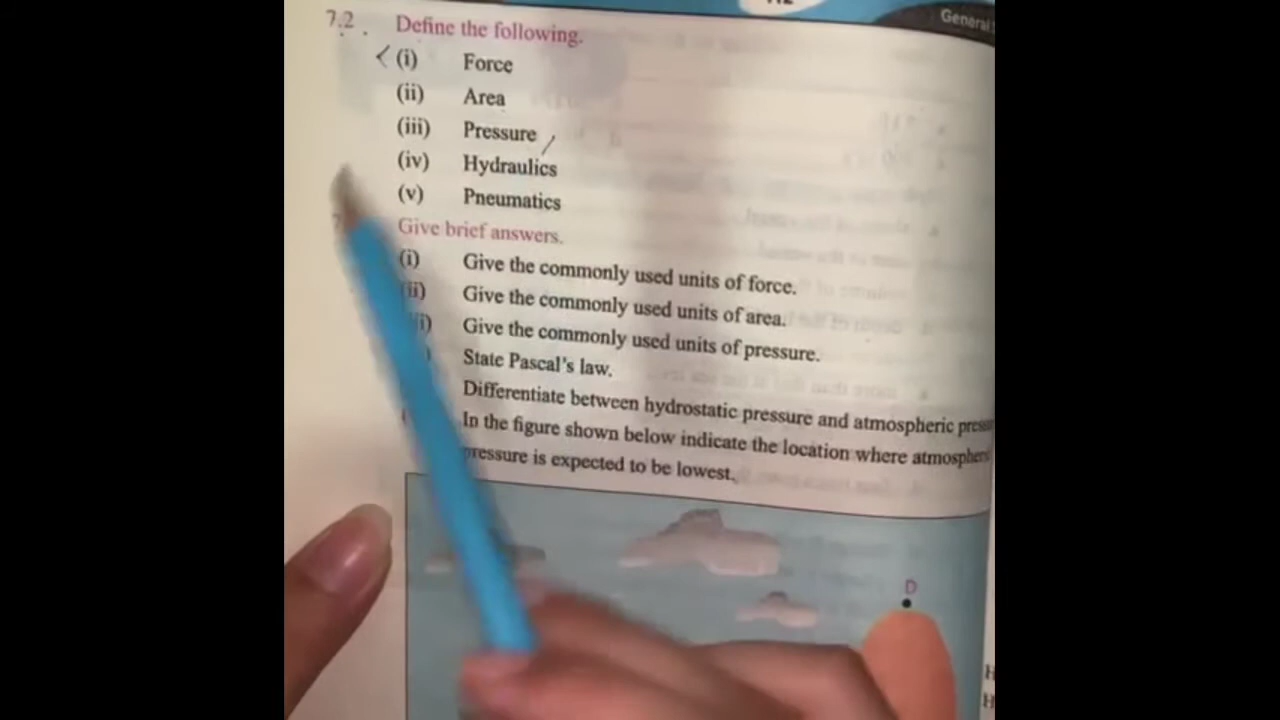 General
7.2. Define the following.
(i) Force
(ii) Area
(iii) Pressure
(iv) Hydraulics
(v) Pneumatics
Give brief answers.
(i) Give the commonly used units of force.
(ii) Give the commonly used units of area.
Give the commonly used units of pressure.
State Pascal's law.
Differentiate between hydrostatic pressure and atmospheric
In the figure shown below indicate the location where
pressure is expected to be lowest.
D
H
H